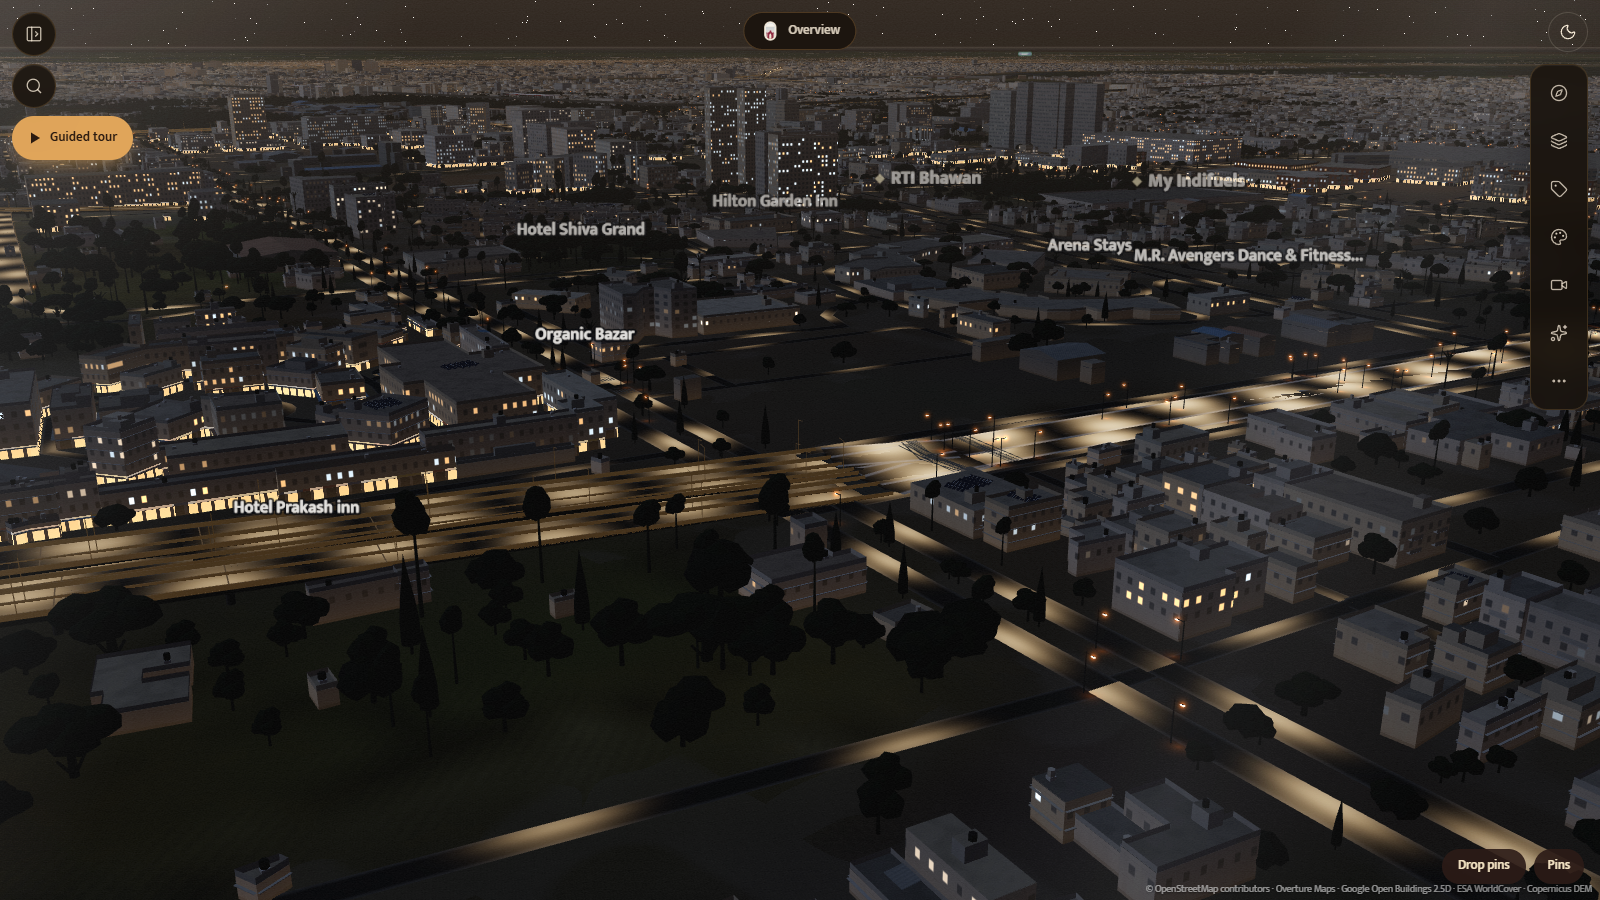 Overview
Guided tour
RTI Bhawan
My Indifuels
Hilton Garden Inn
Hotel Shiva Grand
Arena Stays
M.R. Avengers Dance & Fitness...
Organic Bazar
Hotel Prakash inn
Drop pins
Pins
© OpenStreetMap contributors · Overture Maps · Google Open Buildings 2.5D · ESA WorldCover · Copernicus DEM